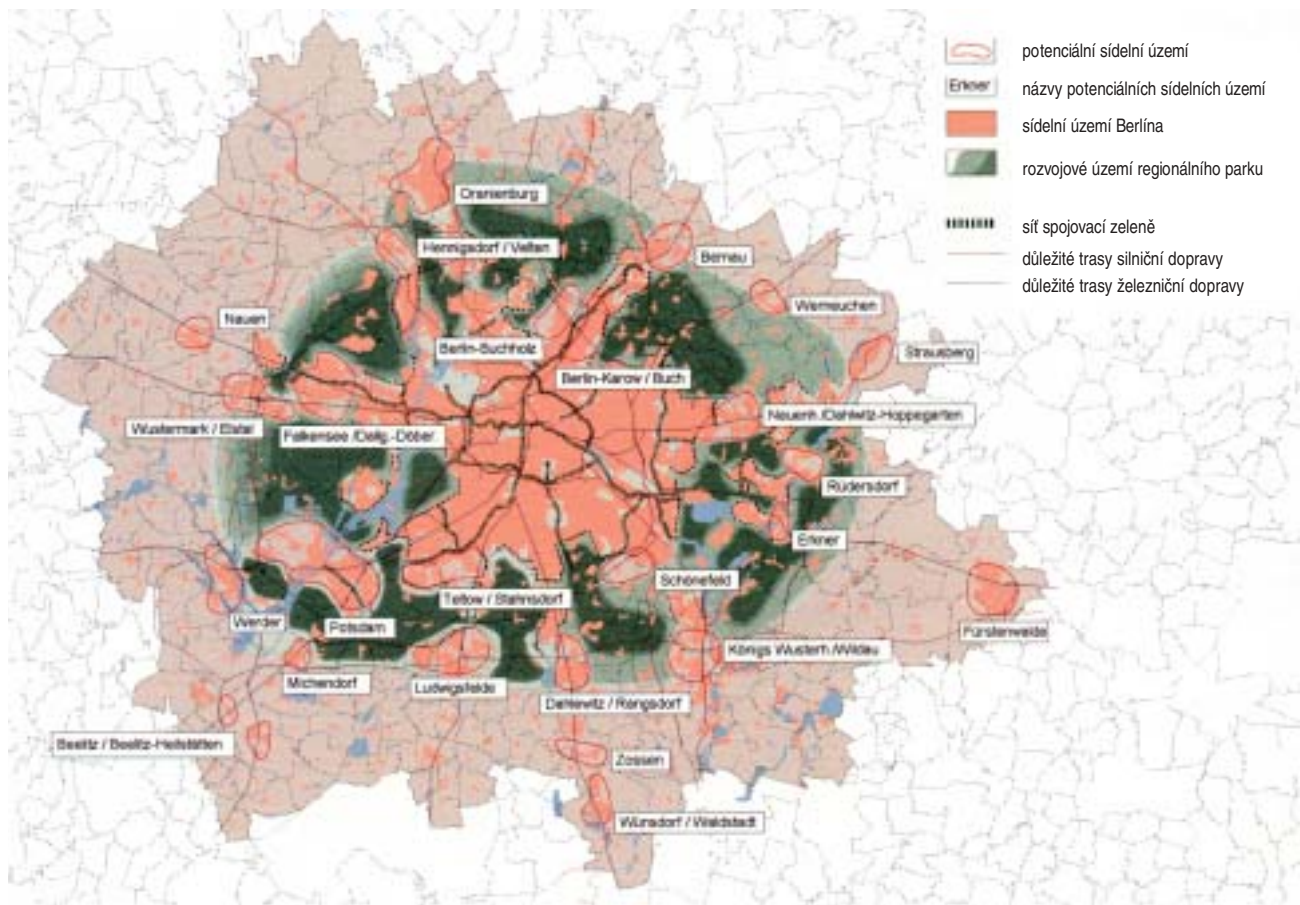 potenciální sídelní území
Erkner
názvy potenciálních sídelních území
sídelní území Berlína
rozvojové území regionálního parku
síť spojovací zeleně
důležité trasy silniční dopravy
důležité trasy železniční dopravy
Oranienburg
Hennigsdorf / Velten
Bernau
Werneuchen
Nauen
Berlin-Buchholz
Strausberg
Berlin-Karow / Buch
Neuenh./Dahlwitz-Hoppegarten
Wustermark / Elstal
Falkensee /Dallg.-Döber.
Rüdersdorf
Erkner
Schönefeld
Teltow / Stahnsdorf
Werder
Potsdam
Fürstenwalde
Königs Wusterh./Wildau
Michendorf
Ludwigsfelde
Dahlewitz / Rangsdorf
Beelitz / Beelitz-Heilstätten
Zossen
Wünsdorf / Waldstadt